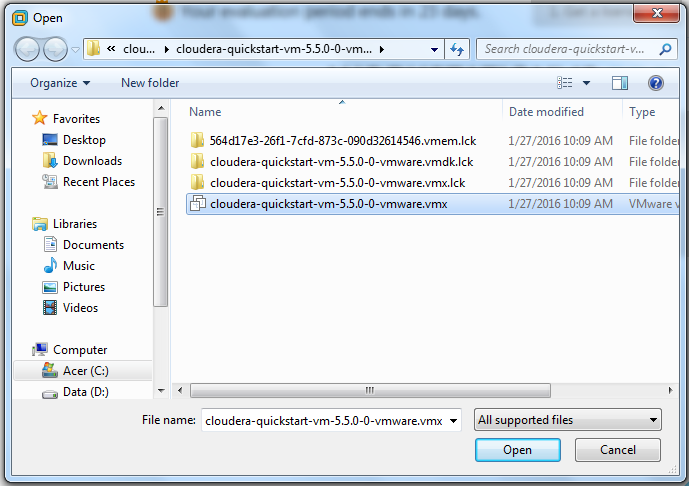 Your evaluation period ends in 23 days.
Open
« clou... ▸ cloudera-quickstart-vm-5.5.0-0-vm... ▸
Search cloudera-quickstart-v...
Organize
New folder
Name
Date modified
Type
Favorites
Desktop
Downloads
Recent Places
Libraries
Documents
Music
Pictures
Videos
Computer
Acer (C:)
Data (D:)
564d17e3-26f1-7cfd-873c-090d32614546.vmem.lck 1/27/2016 10:09 AM File folder
cloudera-quickstart-vm-5.5.0-0-vmware.vmdk.lck 1/27/2016 10:09 AM File folder
cloudera-quickstart-vm-5.5.0-0-vmware.vmx.lck 1/27/2016 10:09 AM File folder
cloudera-quickstart-vm-5.5.0-0-vmware.vmx 1/27/2016 10:09 AM VMware v
File name: cloudera-quickstart-vm-5.5.0-0-vmware.vmx
All supported files
Open
Cancel